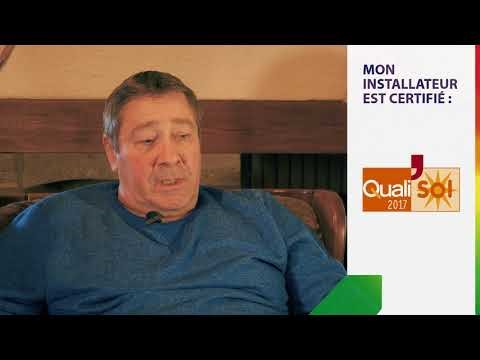 MON
INSTALLATEUR
EST CERTIFIÉ :
Quali'Sol
2017